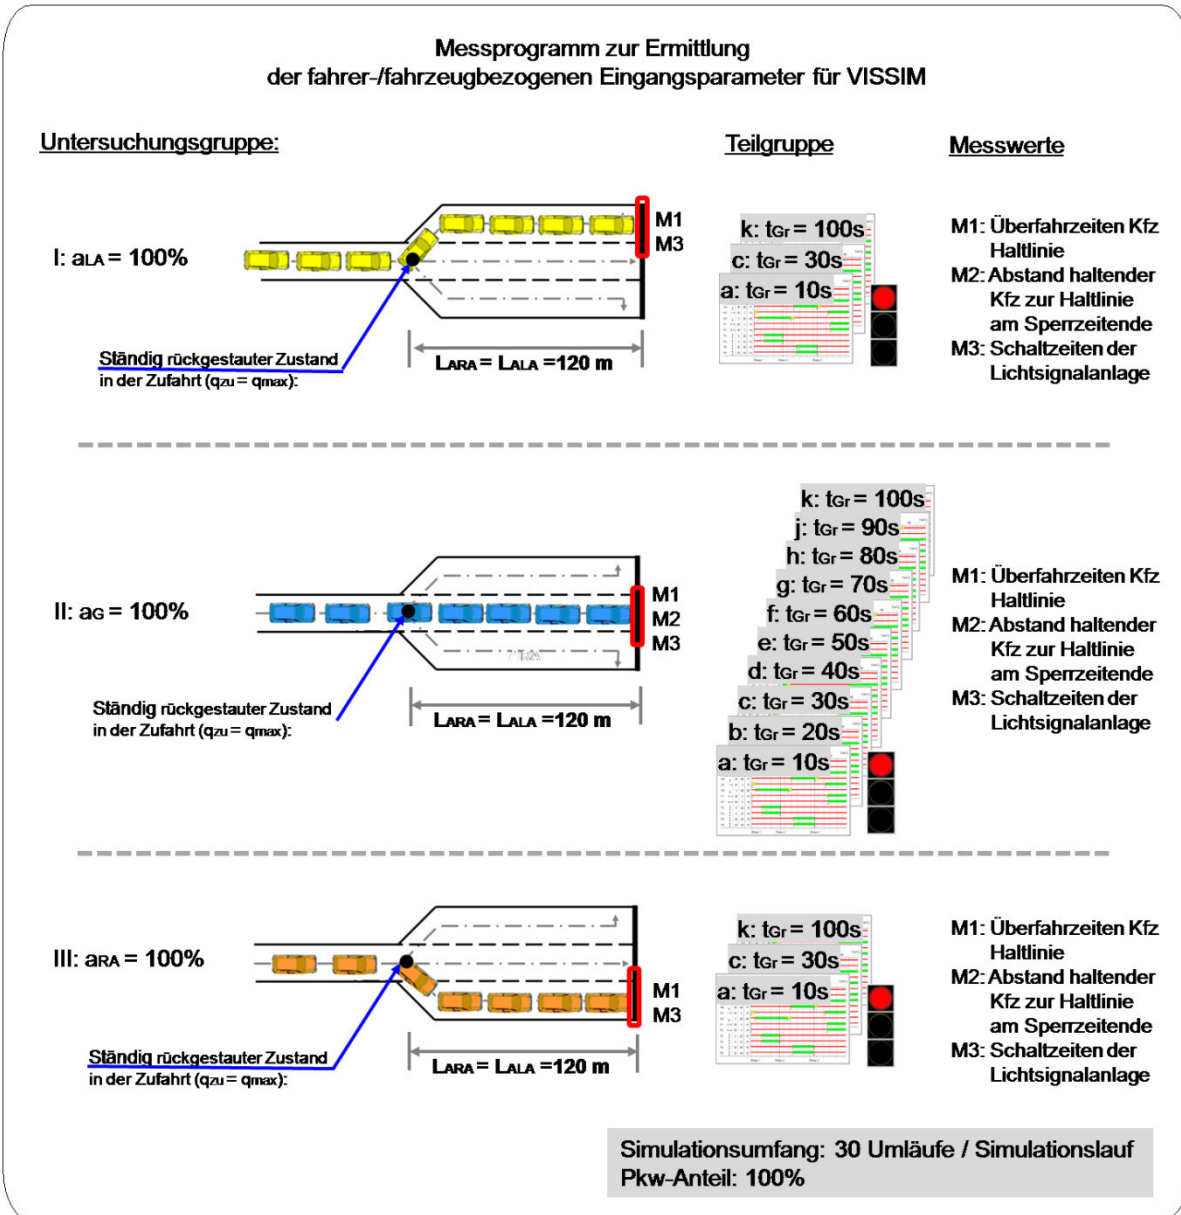 Messprogramm zur Ermittlung
der fahrer-/fahrzeugbezogenen Eingangsparameter für VISSIM
Untersuchungsgruppe:
Teilgruppe
Messwerte
I: aLA = 100%
M1
M3
k: tGr = 100s
c: tGr = 30s
a: tGr = 10s
M1: Überfahrzeiten Kfz
Haltlinie
M2: Abstand haltender
Kfz zur Haltlinie
am Sperrzeitende
M3: Schaltzeiten der
Lichtsignalanlage
Ständig rückgestauter Zustand
in der Zufahrt (qzu = qmax):
LARA = LALA =120 m
II: aG = 100%
M1
M2
M3
k: tGr = 100s
j: tGr = 90s
h: tGr = 80s
g: tGr = 70s
f: tGr = 60s
e: tGr = 50s
d: tGr = 40s
c: tGr = 30s
b: tGr = 20s
a: tGr = 10s
M1: Überfahrzeiten Kfz
Haltlinie
M2: Abstand haltender
Kfz zur Haltlinie
am Sperrzeitende
M3: Schaltzeiten der
Lichtsignalanlage
Ständig rückgestauter Zustand
in der Zufahrt (qzu = qmax):
LARA = LALA =120 m
III: aRA = 100%
M1
M3
k: tGr = 100s
c: tGr = 30s
a: tGr = 10s
M1: Überfahrzeiten Kfz
Haltlinie
M2: Abstand haltender
Kfz zur Haltlinie
am Sperrzeitende
M3: Schaltzeiten der
Lichtsignalanlage
Ständig rückgestauter Zustand
in der Zufahrt (qzu = qmax):
LARA = LALA =120 m
Simulationsumfang: 30 Umläufe / Simulationslauf
Pkw-Anteil: 100%